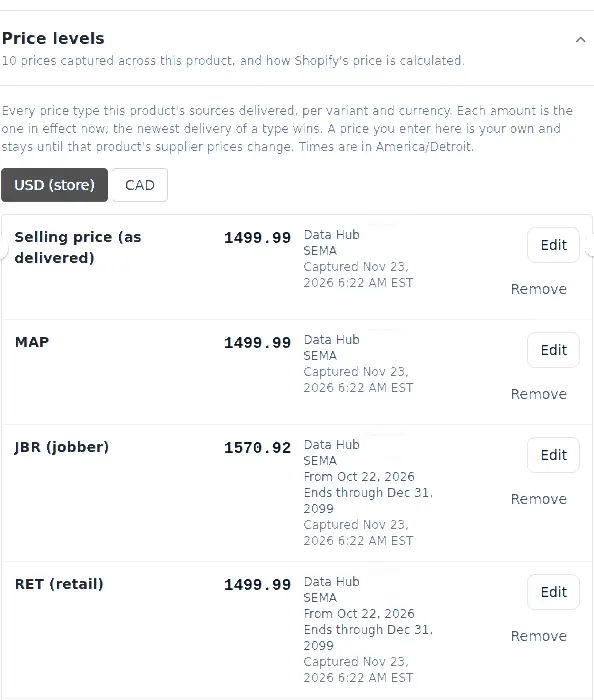 Price levels
10 prices captured across this product, and how Shopify's price is calculated.
Every price type this product's sources delivered, per variant and currency. Each amount is the
one in effect now; the newest delivery of a type wins. A price you enter here is your own and
stays until that product's supplier prices change. Times are in America/Detroit.
USD (store)
CAD
Selling price (as
delivered)
1499.99
Data Hub
SEMA
Captured Nov 23,
2026 6:22 AM EST
Edit
Remove
MAP
1499.99
Data Hub
SEMA
Captured Nov 23,
2026 6:22 AM EST
Edit
Remove
JBR (jobber)
1570.92
Data Hub
SEMA
From Oct 22, 2026
Ends through Dec 31,
2099
Captured Nov 23,
2026 6:22 AM EST
Edit
Remove
RET (retail)
1499.99
Data Hub
SEMA
From Oct 22, 2026
Ends through Dec 31,
2099
Captured Nov 23,
2026 6:22 AM EST
Edit
Remove